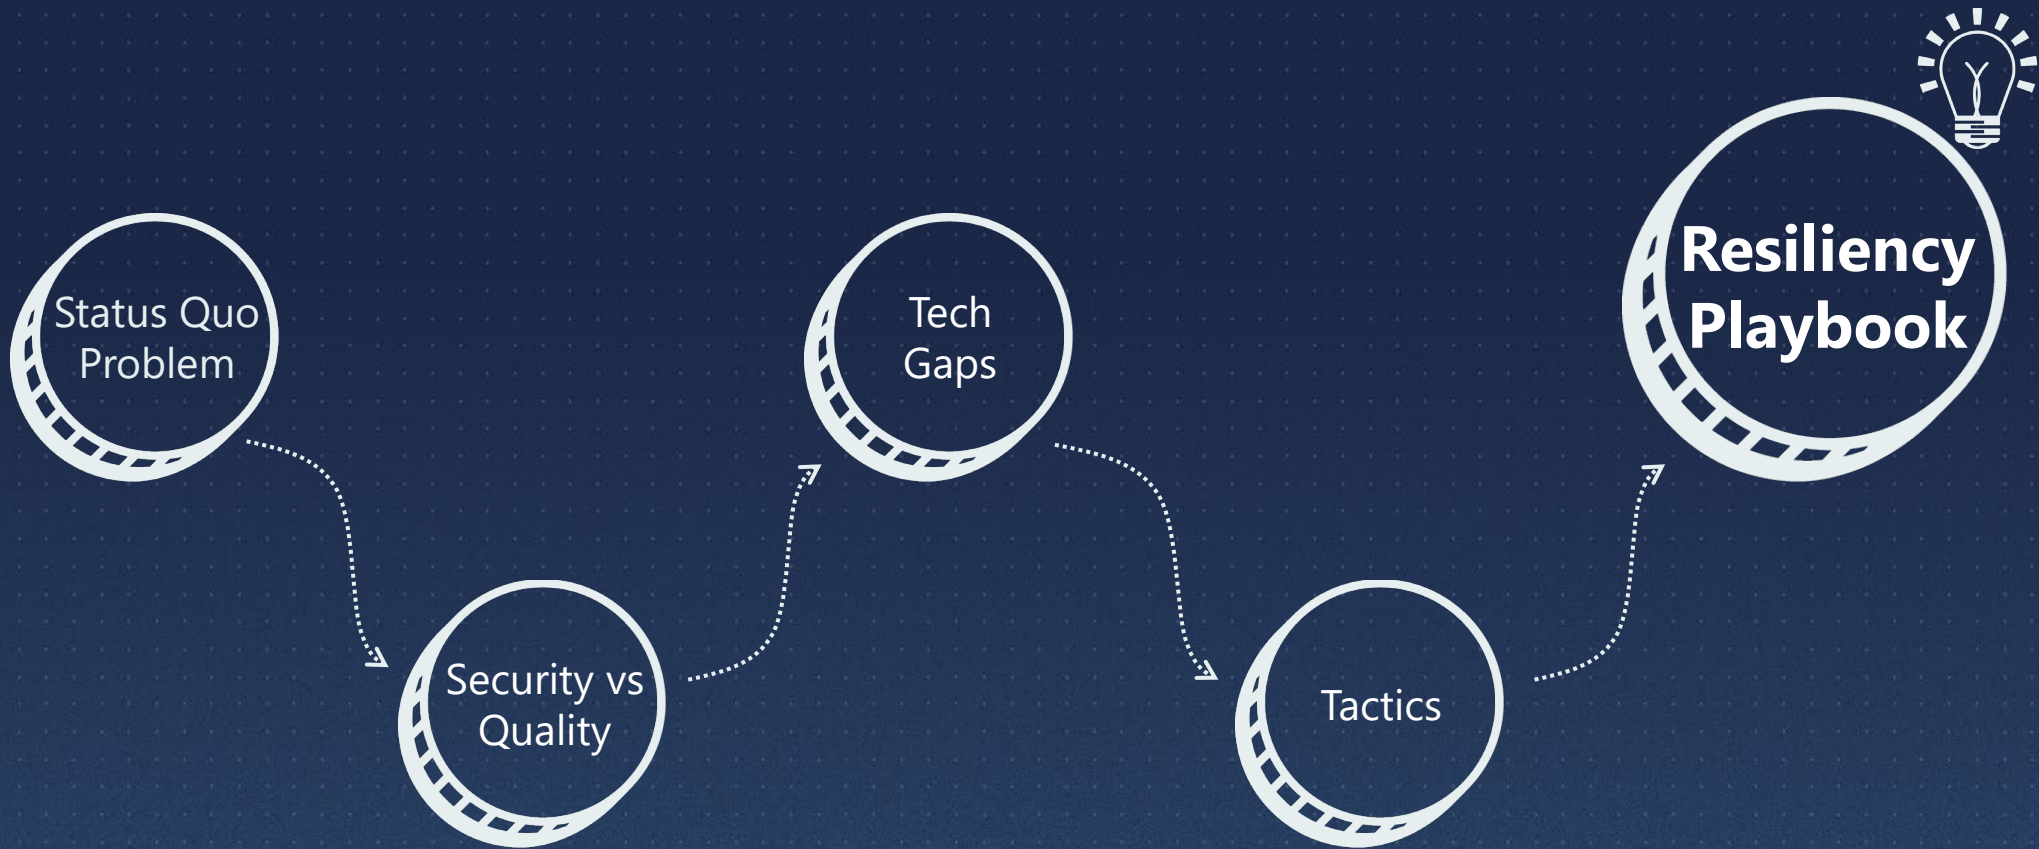 Status Quo
Problem
Security vs
Quality
Tech
Gaps
Tactics
Resiliency
Playbook